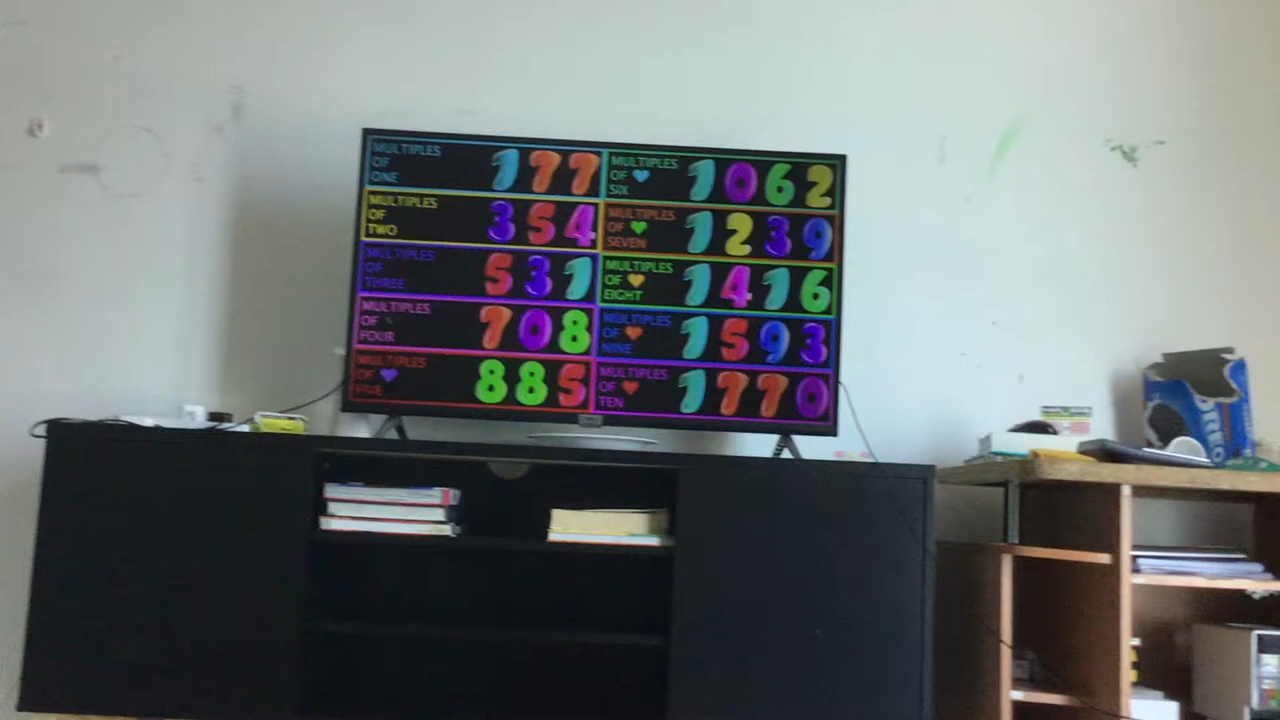 MULTIPLES
OF
ONE
177
MULTIPLES
OF
TWO
354
MULTIPLES
OF
THREE
531
MULTIPLES
OF
FOUR
708
MULTIPLES
OF 💜
FIVE
885
MULTIPLES
OF 💙
SIX
1062
MULTIPLES
OF 💚
SEVEN
1239
MULTIPLES
OF 🧡
EIGHT
1416
MULTIPLES
OF 🧡
NINE
1593
MULTIPLES
OF ❤️
TEN
1770
OREO